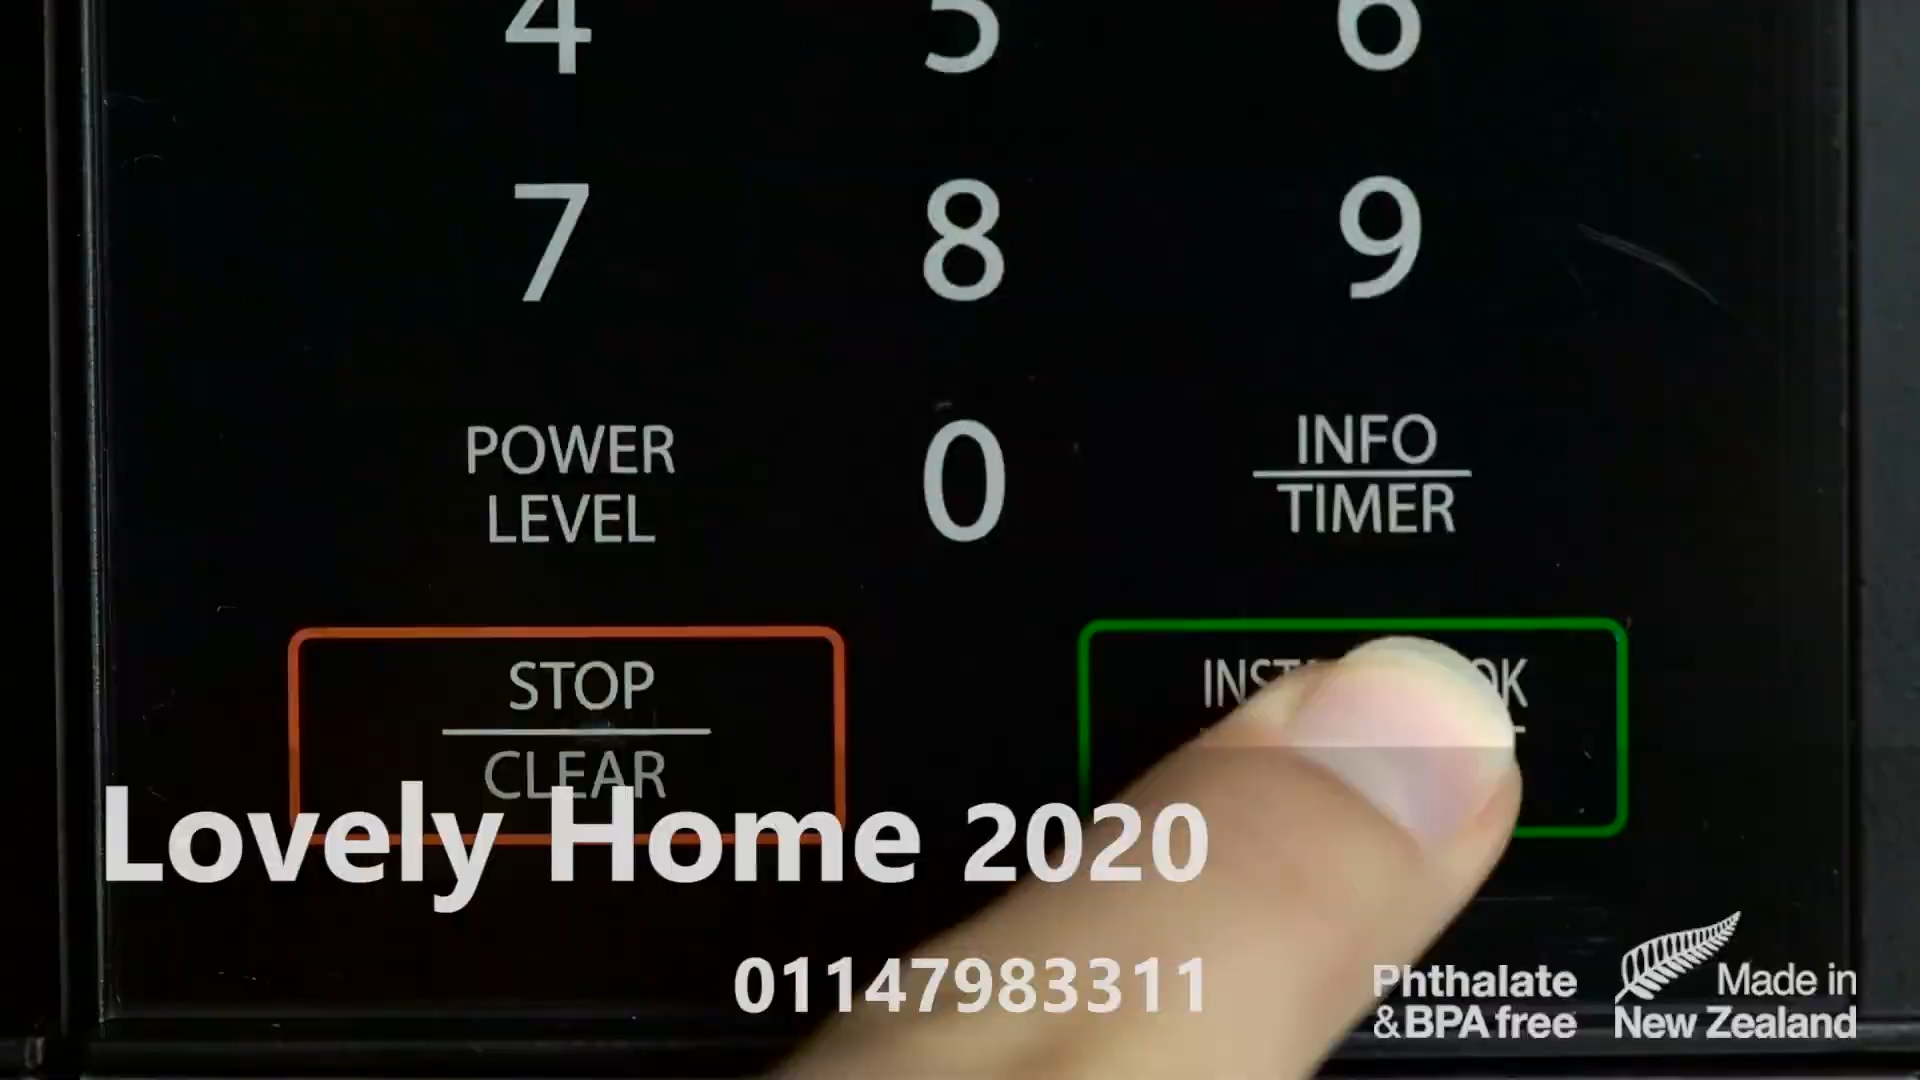 4 5 6
7 8 9
POWER
LEVEL
0
INFO
TIMER
STOP
CLEAR
Lovely Home 2020
01147983311
Phthalate
& BPA free
Made in
New Zealand